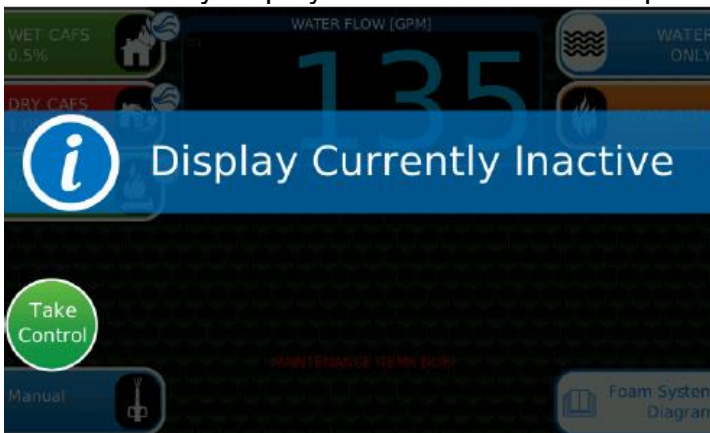 WET CAFS
0.5%
WATER FLOW [GPM]
135
WATER
ONLY
DRY CAFS
Display Currently Inactive
Take
Control
MAINTENANCE ITEMS DUE!
Manual
Foam System
Diagram